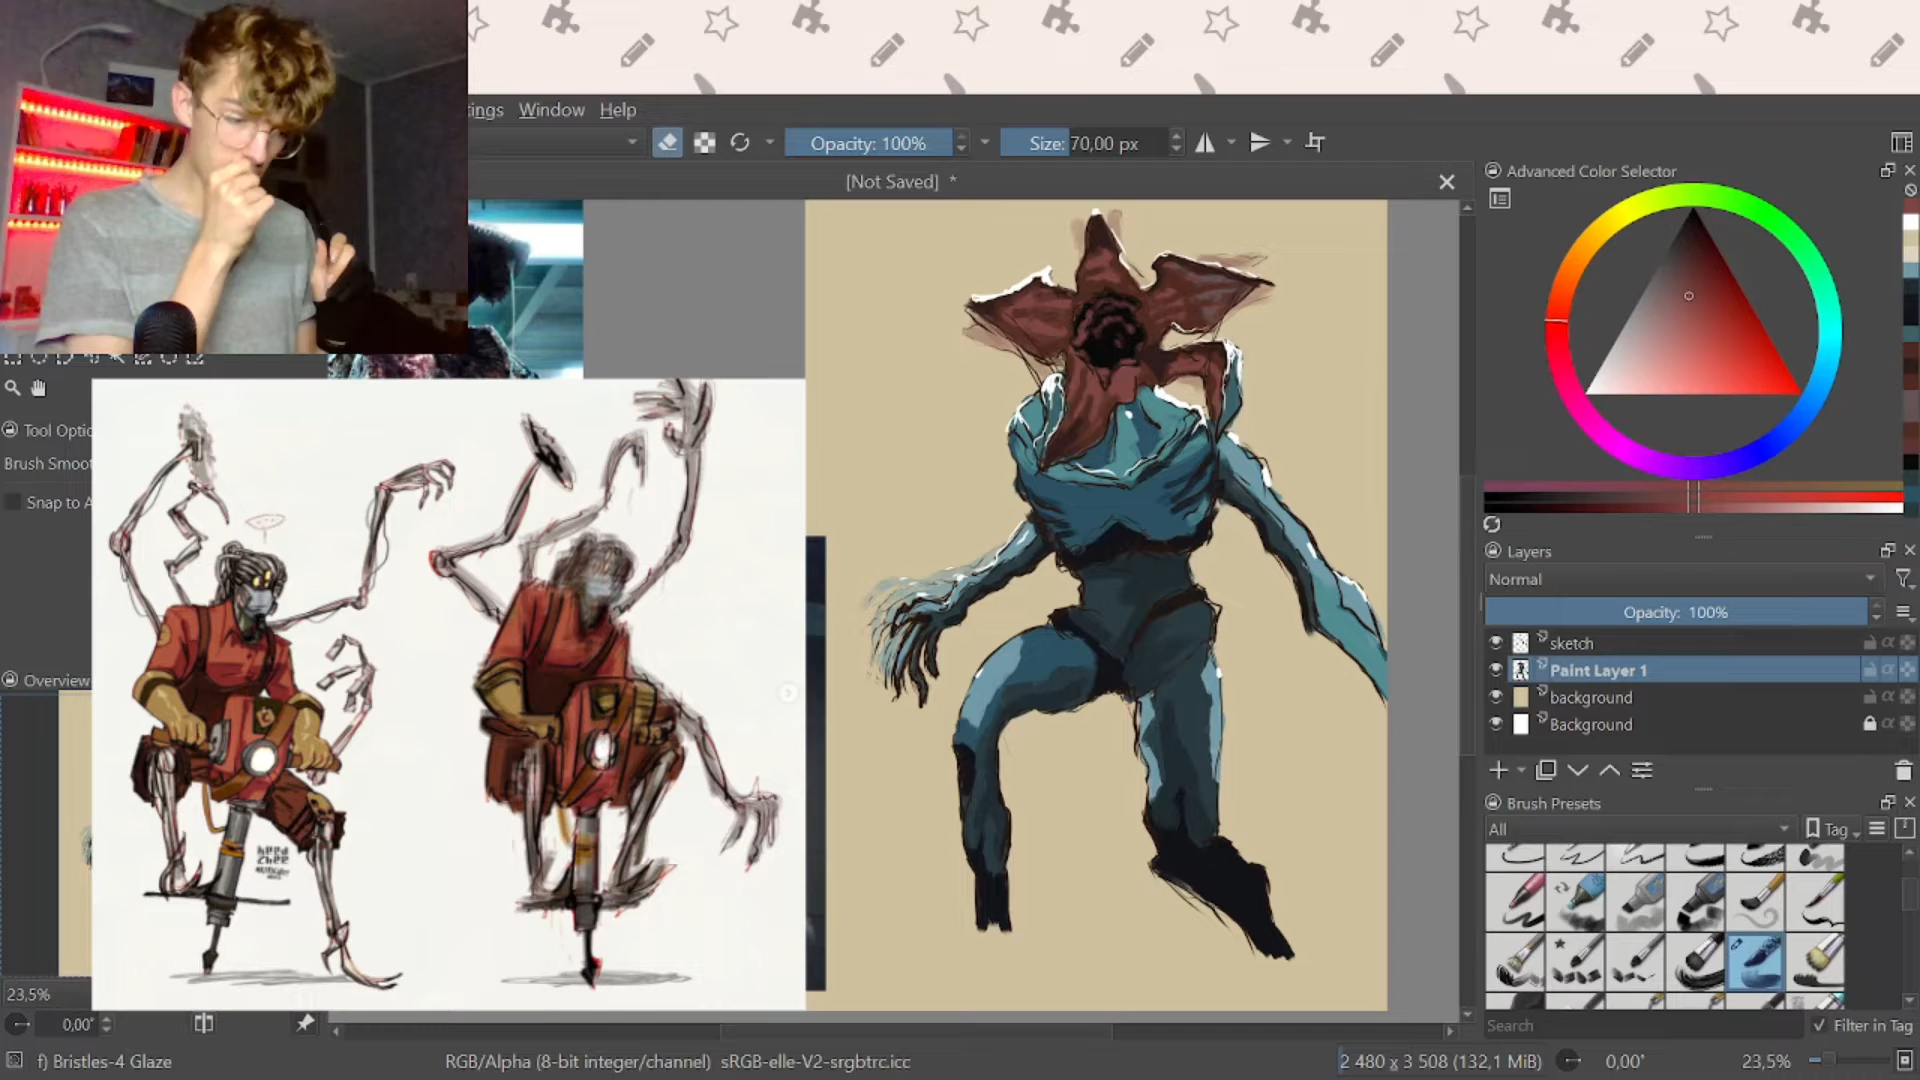 tings Window Help
Opacity: 100%
Size: 70,00 px
[Not Saved] *
Advanced Color Selector
Tool Optio
Brush Smoot
Snap to A
Overview
23,5%
0,00°
Layers
Normal
Opacity: 100%
sketch
Paint Layer 1
background
Background
Brush Presets
All
Tag
Search
Filter in Tag
f) Bristles-4 Glaze
RGB/Alpha (8-bit integer/channel) sRGB-elle-V2-srgbtrc.icc
2 480 x 3 508 (132,1 MiB)
0,00°
23,5%